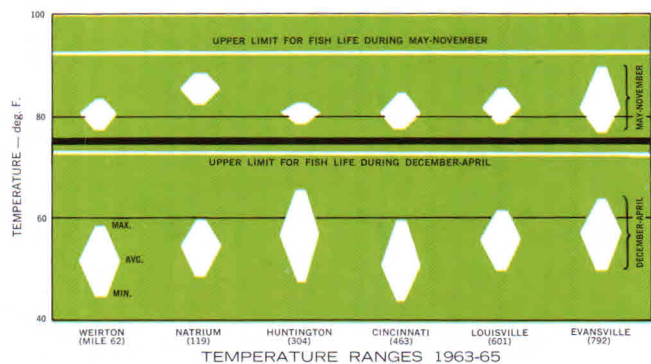 100
UPPER LIMIT FOR FISH LIFE DURING MAY-NOVEMBER
80
MAY-NOVEMBER
TEMPERATURE — deg. F.
UPPER LIMIT FOR FISH LIFE DURING DECEMBER-APRIL
60
MAX.
AVG.
MIN.
DECEMBER-APRIL
40
WEIRTON NATRIUM HUNTINGTON CINCINNATI LOUISVILLE EVANSVILLE
(MILE 62) (119) (304) (463) (601) (792)
TEMPERATURE RANGES 1963-65